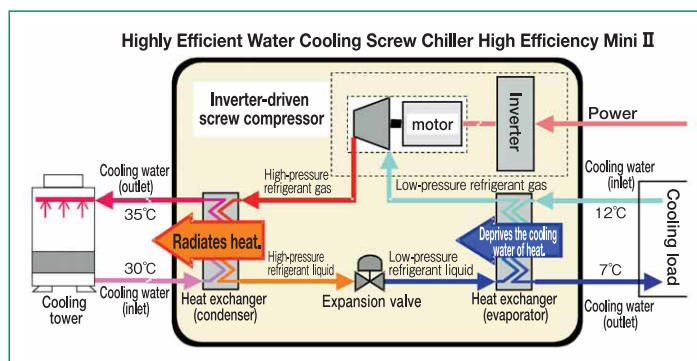 Highly Efficient Water Cooling Screw Chiller High Efficiency Mini Ⅱ
Inverter-driven
screw compressor
motor
Inverter
Power
Cooling water
(outlet)
35℃
High-pressure
refrigerant gas
Low-pressure refrigerant gas
Cooling water
(inlet)
12℃
Cooling load
Radiates heat.
Deprives the cooling
water of heat.
30℃
Cooling water
(inlet)
High-pressure
refrigerant liquid
Low-pressure
refrigerant liquid
7℃
Cooling water
(outlet)
Cooling
tower
Heat exchanger
(condenser)
Expansion valve
Heat exchanger
(evaporator)